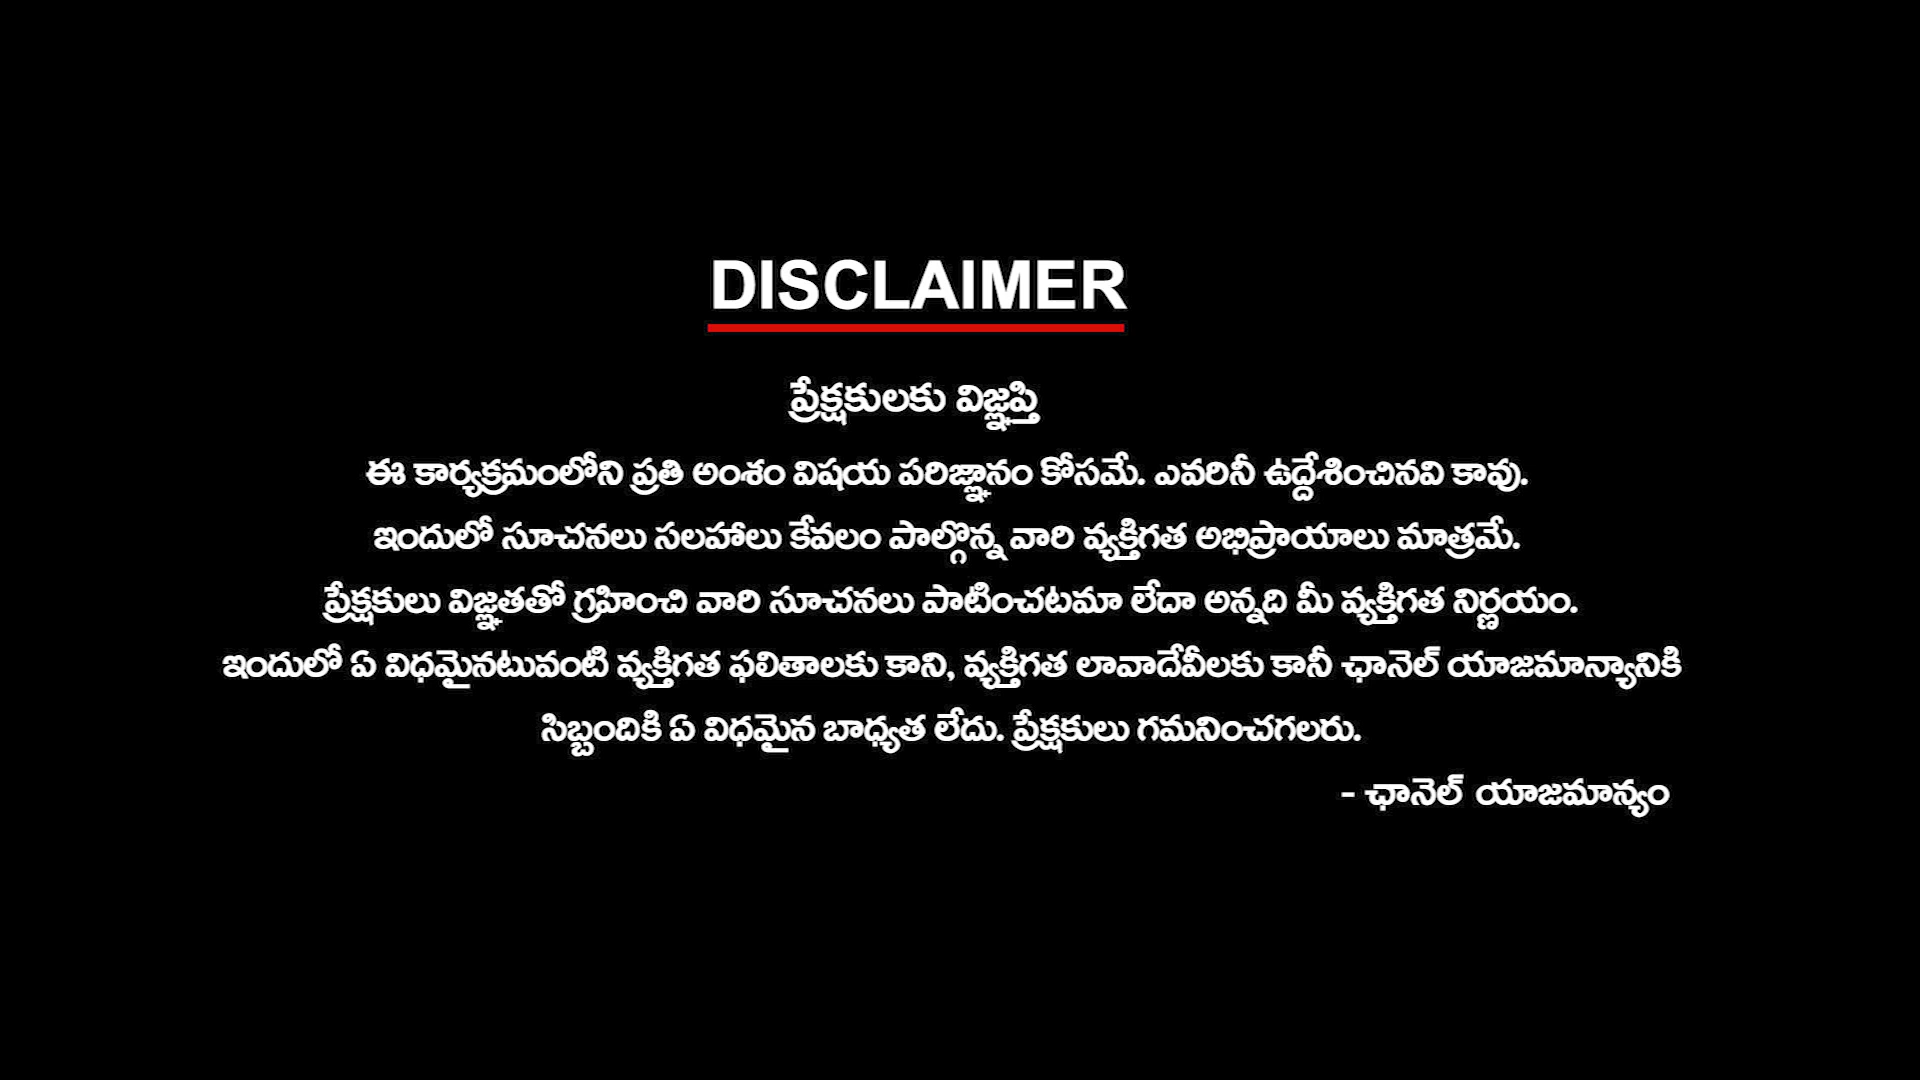 DISCLAIMER
ప్రేక్షకులకు విజ్ఞప్తి
ఈ కార్యక్రమంలోని ప్రతి అంశం విషయ పరిజ్ఞానం కోసమే. ఎవరినీ ఉద్దేశించినవి కావు.
ఇందులో సూచనలు సలహాలు కేవలం పాల్గొన్న వారి వ్యక్తిగత అభిప్రాయాలు మాత్రమే.
ప్రేక్షకులు విజ్ఞతతో గ్రహించి వారి సూచనలు పాటించటమా లేదా అన్నది మీ వ్యక్తిగత నిర్ణయం.
ఇందులో ఏ విధమైనటువంటి వ్యక్తిగత ఫలితాలకు కాని, వ్యక్తిగత లావాదేవీలకు కానీ ఛానెల్ యాజమాన్యానికి
సిబ్బందికి ఏ విధమైన బాధ్యత లేదు. ప్రేక్షకులు గమనించగలరు.
- ఛానెల్ యాజమాన్యం